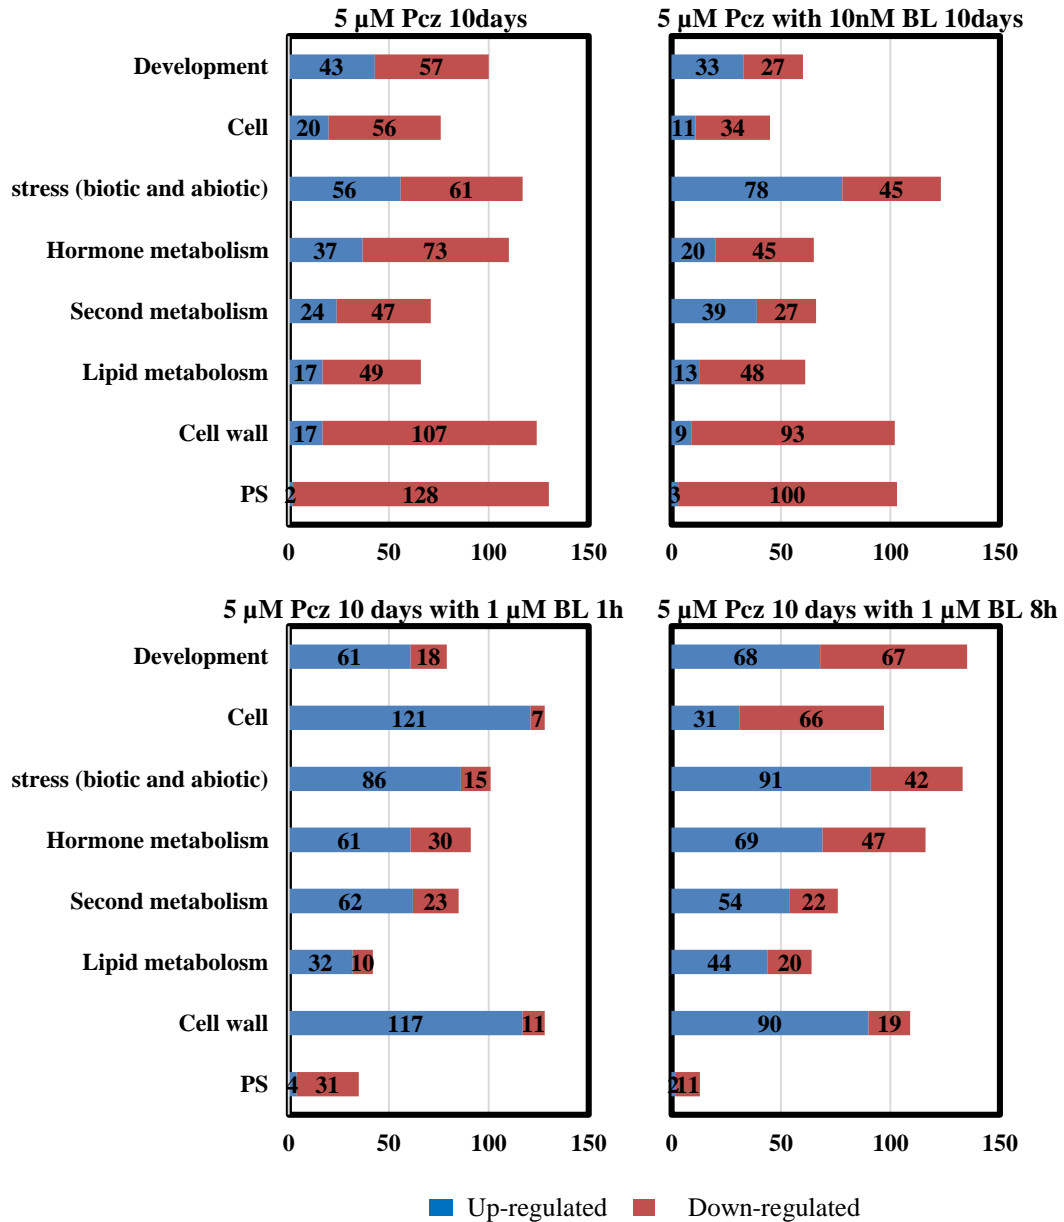 5 µM Pcz 10days
Development 43 57
Cell 20 56
stress (biotic and abiotic) 56 61
Hormone metabolism 37 73
Second metabolism 24 47
Lipid metabolosm 17 49
Cell wall 17 107
PS 2 128
0 50 100 150
5 µM Pcz with 10nM BL 10days
33 27
11 34
78 45
20 45
39 27
13 48
9 93
3 100
0 50 100 150
5 µM Pcz 10 days with 1 µM BL 1h
Development 61 18
Cell 121 7
stress (biotic and abiotic) 86 15
Hormone metabolism 61 30
Second metabolism 62 23
Lipid metabolosm 32 10
Cell wall 117 11
PS 4 31
0 50 100 150
5 µM Pcz 10 days with 1 µM BL 8h
68 67
31 66
91 42
69 47
54 22
44 20
90 19
2 11
0 50 100 150
Up-regulated Down-regulated